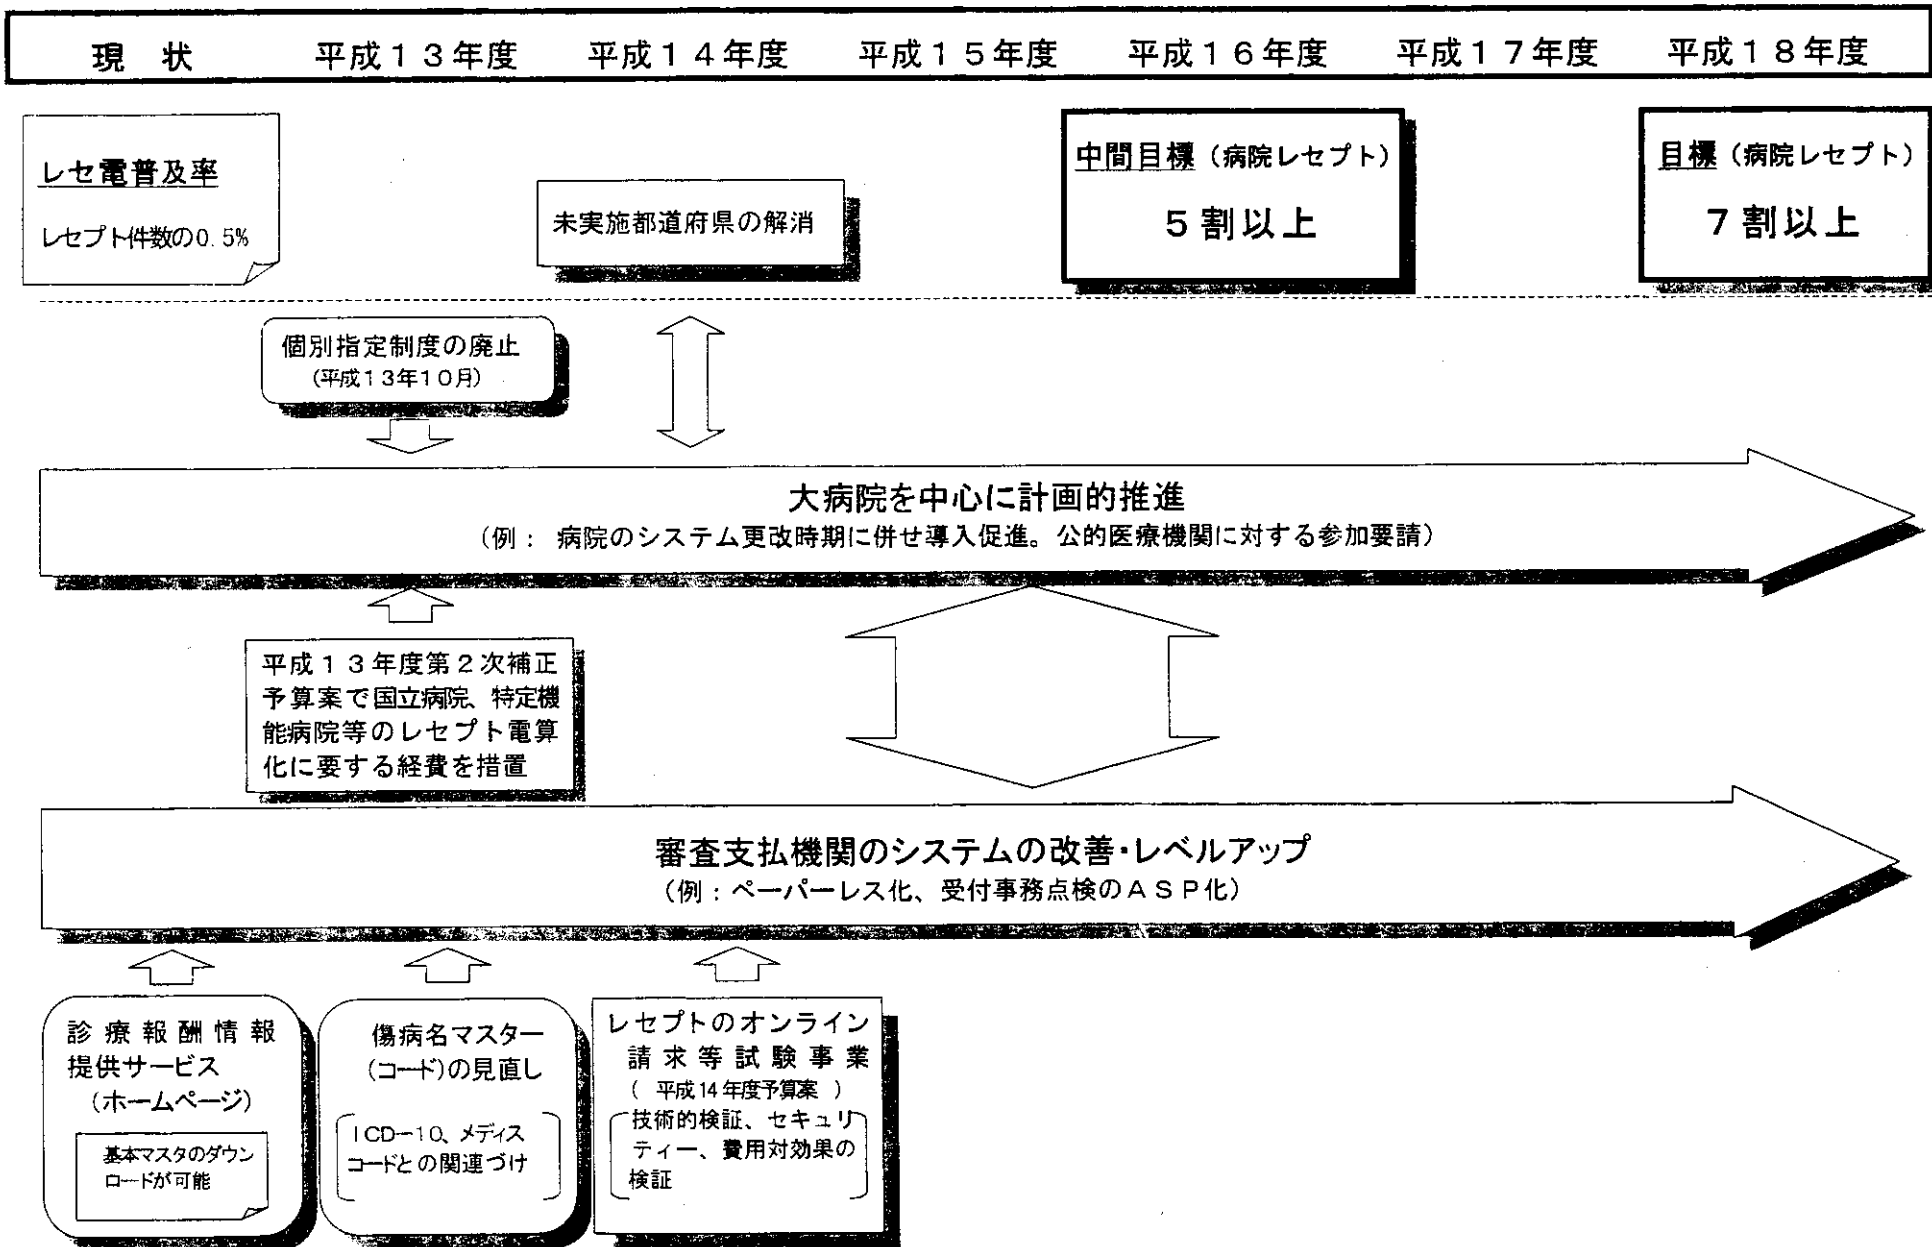 現 状 平成13年度 平成14年度 平成15年度 平成16年度 平成17年度 平成18年度
レセ電普及率
レセプト件数の0.5%
未実施都道府県の解消
中間目標（病院レセプト）
5割以上
目標（病院レセプト）
7割以上
個別指定制度の廃止
（平成13年10月）
大病院を中心に計画的推進
（例： 病院のシステム更改時期に併せ導入促進。公的医療機関に対する参加要請）
平成13年度第2次補正
予算案で国立病院、特定機
能病院等のレセプト電算
化に要する経費を措置
審査支払機関のシステムの改善・レベルアップ
（例：ペーパーレス化、受付事務点検のASP化）
診療報酬情報
提供サービス
（ホームページ）
基本マスタのダウン
ロードが可能
傷病名マスター
（コード）の見直し
ICD-10、メディス
コードとの関連づけ
レセプトのオンライン
請求等試験事業
（ 平成14年度予算案 ）
技術的検証、セキュリ
ティー、費用対効果の
検証